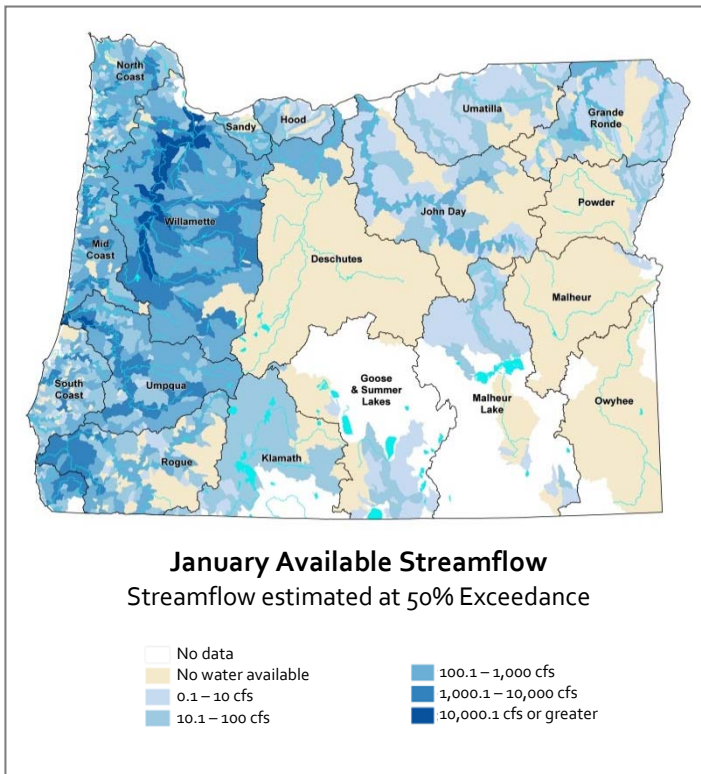 North
Coast
Sandy
Hood
Umatilla
Grande
Ronde
Willamette
John Day
Powder
Mid
Coast
Deschutes
Malheur
South
Coast
Umpqua
Goose
& Summer
Lakes
Malheur
Lake
Owyhee
Rogue
Klamath
January Available Streamflow
Streamflow estimated at 50% Exceedance
No data
No water available
0.1 – 10 cfs
10.1 – 100 cfs
100.1 – 1,000 cfs
1,000.1 – 10,000 cfs
10,000.1 cfs or greater